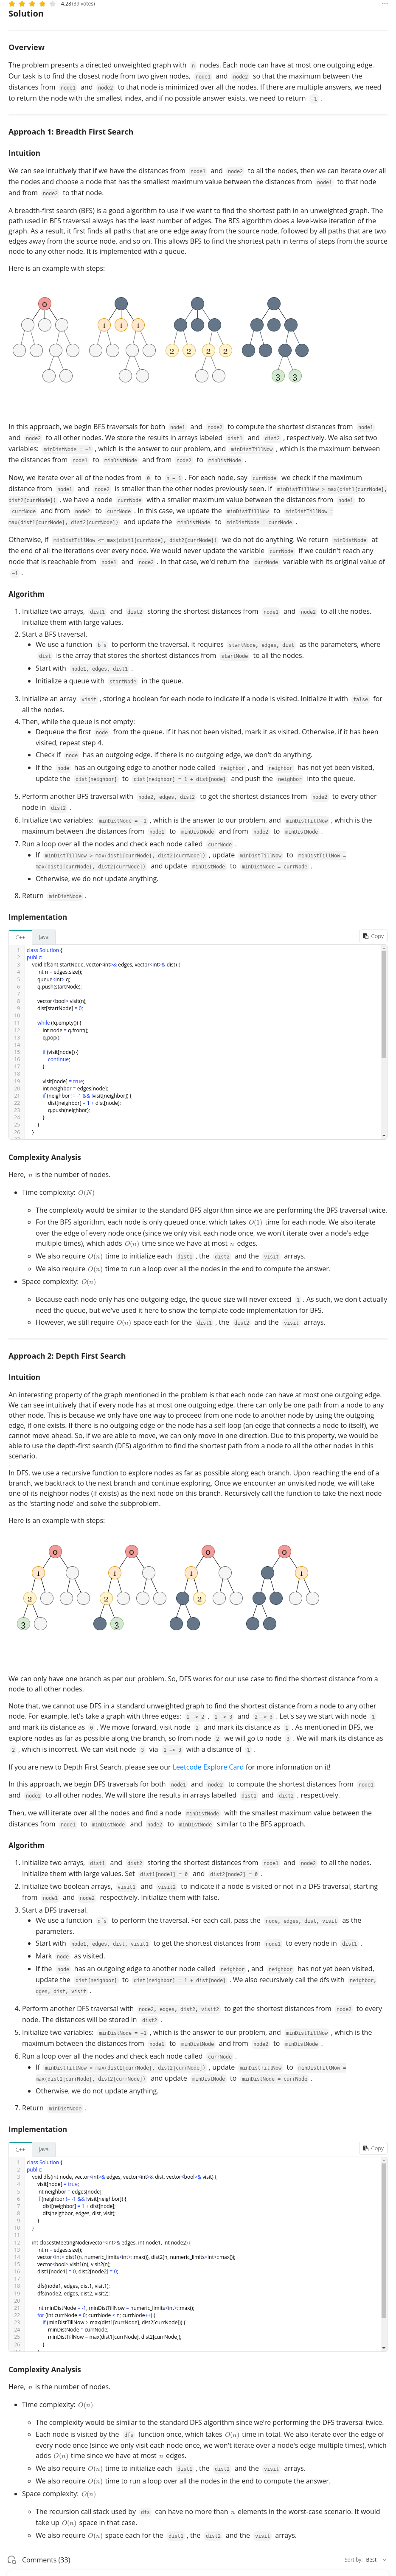 4.28 (39 votes)
Solution
Overview
The problem presents a directed unweighted graph with n nodes. Each node can have at most one outgoing edge.
Our task is to find the closest node from two given nodes, node1 and node2 so that the maximum between the
distances from node1 and node2 to that node is minimized over all the nodes. If there are multiple answers, we need
to return the node with the smallest index, and if no possible answer exists, we need to return -1 .
Approach 1: Breadth First Search
Intuition
We can see intuitively that if we have the distances from node1 and node2 to all the nodes, then we can iterate over all
the nodes and choose a node that has the smallest maximum value between the distances from node1 to that node
and from node2 to that node.
A breadth-first search (BFS) is a good algorithm to use if we want to find the shortest path in an unweighted graph. The
path used in BFS traversal always has the least number of edges. The BFS algorithm does a level-wise iteration of the
graph. As a result, it first finds all paths that are one edge away from the source node, followed by all paths that are two
edges away from the source node, and so on. This allows BFS to find the shortest path in terms of steps from the source
node to any other node. It is implemented with a queue.
Here is an example with steps:
0
1 1 1
2 2 2 2
3 3
In this approach, we begin BFS traversals for both node1 and node2 to compute the shortest distances from node1
and node2 to all other nodes. We store the results in arrays labeled dist1 and dist2 , respectively. We also set two
variables: minDistNode = -1 , which is the answer to our problem, and minDistTillNow , which is the maximum between
the distances from node1 to minDistNode and from node2 to minDistNode .
Now, we iterate over all of the nodes from 0 to n - 1 . For each node, say currNode we check if the maximum
distance from node1 and node2 is smaller than the other nodes previously seen. If minDistTillNow > max(dist1[currNode],
dist2[currNode]) , we have a node currNode with a smaller maximum value between the distances from node1 to
currNode and from node2 to currNode . In this case, we update the minDistTillNow to minDistTillNow =
max(dist1[currNode], dist2[currNode]) and update the minDistNode to minDistNode = currNode .
Otherwise, if minDistTillNow <= max(dist1[currNode], dist2[currNode]) we do not do anything. We return minDistNode at
the end of all the iterations over every node. We would never update the variable currNode if we couldn't reach any
node that is reachable from node1 and node2 . In that case, we'd return the currNode variable with its original value of
-1 .
Algorithm
1. Initialize two arrays, dist1 and dist2 storing the shortest distances from node1 and node2 to all the nodes.
Initialize them with large values.
2. Start a BFS traversal.
• We use a function bfs to perform the traversal. It requires startNode, edges, dist as the parameters, where
dist is the array that stores the shortest distances from startNode to all the nodes.
• Start with node1, edges, dist1 .
• Initialize a queue with startNode in the queue.
3. Initialize an array visit , storing a boolean for each node to indicate if a node is visited. Initialize it with false for
all the nodes.
4. Then, while the queue is not empty:
• Dequeue the first node from the queue. If it has not been visited, mark it as visited. Otherwise, if it has been
visited, repeat step 4.
• Check if node has an outgoing edge. If there is no outgoing edge, we don't do anything.
• If the node has an outgoing edge to another node called neighbor , and neighbor has not yet been visited,
update the dist[neighbor] to dist[neighbor] = 1 + dist[node] and push the neighbor into the queue.
5. Perform another BFS traversal with node2, edges, dist2 to get the shortest distances from node2 to every other
node in dist2 .
6. Initialize two variables: minDistNode = -1 , which is the answer to our problem, and minDistTillNow , which is the
maximum between the distances from node1 to minDistNode and from node2 to minDistNode .
7. Run a loop over all the nodes and check each node called currNode .
• If minDistTillNow > max(dist1[currNode], dist2[currNode]) , update minDistTillNow to minDistTillNow =
max(dist1[currNode], dist2[currNode]) and update minDistNode to minDistNode = currNode .
• Otherwise, we do not update anything.
8. Return minDistNode .
Implementation
C++ Java Copy
1 class Solution {
2 public:
3 void bfs(int startNode, vector<int>& edges, vector<int>& dist) {
4 int n = edges.size();
5 queue<int> q;
6 q.push(startNode);
7
8 vector<bool> visit(n);
9 dist[startNode] = 0;
10
11 while (!q.empty()) {
12 int node = q.front();
13 q.pop();
14
15 if (visit[node]) {
16 continue;
17 }
18
19 visit[node] = true;
20 int neighbor = edges[node];
21 if (neighbor != -1 && !visit[neighbor]) {
22 dist[neighbor] = 1 + dist[node];
23 q.push(neighbor);
24 }
25 }
26 }
Complexity Analysis
Here, n is the number of nodes.
• Time complexity: O(N)
○ The complexity would be similar to the standard BFS algorithm since we are performing the BFS traversal twice.
○ For the BFS algorithm, each node is only queued once, which takes O(1) time for each node. We also iterate
over the edge of every node once (since we only visit each node once, we won't iterate over a node's edge
multiple times), which adds O(n) time since we have at most n edges.
○ We also require O(n) time to initialize each dist1 , the dist2 and the visit arrays.
○ We also require O(n) time to run a loop over all the nodes in the end to compute the answer.
• Space complexity: O(n)
○ Because each node only has one outgoing edge, the queue size will never exceed 1 . As such, we don't actually
need the queue, but we've used it here to show the template code implementation for BFS.
○ However, we still require O(n) space each for the dist1 , the dist2 and the visit arrays.
Approach 2: Depth First Search
Intuition
An interesting property of the graph mentioned in the problem is that each node can have at most one outgoing edge.
We can see intuitively that if every node has at most one outgoing edge, there can only be one path from a node to any
other node. This is because we only have one way to proceed from one node to another node by using the outgoing
edge, if one exists. If there is no outgoing edge or the node has a self-loop (an edge that connects a node to itself), we
cannot move ahead. So, if we are able to move, we can only move in one direction. Due to this property, we would be
able to use the depth-first search (DFS) algorithm to find the shortest path from a node to all the other nodes in this
scenario.
In DFS, we use a recursive function to explore nodes as far as possible along each branch. Upon reaching the end of a
branch, we backtrack to the next branch and continue exploring. Once we encounter an unvisited node, we will take
one of its neighbor nodes (if exists) as the next node on this branch. Recursively call the function to take the next node
as the 'starting node' and solve the subproblem.
Here is an example with steps:
0 0 0 0
1 1 1 1
2 2 2
3 3
We can only have one branch as per our problem. So, DFS works for our use case to find the shortest distance from a
node to all other nodes.
Note that, we cannot use DFS in a standard unweighted graph to find the shortest distance from a node to any other
node. For example, let's take a graph with three edges: 1 -> 2 , 1 -> 3 and 2 -> 3 . Let's say we start with node 1
and mark its distance as 0 . We move forward, visit node 2 and mark its distance as 1 . As mentioned in DFS, we
explore nodes as far as possible along the branch, so from node 2 we will go to node 3 . We will mark its distance as
2 , which is incorrect. We can visit node 3 via 1 -> 3 with a distance of 1 .
If you are new to Depth First Search, please see our Leetcode Explore Card for more information on it!
In this approach, we begin DFS traversals for both node1 and node2 to compute the shortest distances from node1
and node2 to all other nodes. We will store the results in arrays labelled dist1 and dist2 , respectively.
Then, we will iterate over all of the nodes and find a node minDistNode with the smallest maximum value between the
distances from node1 to minDistNode and node2 to minDistNode similar to the BFS approach.
Algorithm
1. Initialize two arrays, dist1 and dist2 storing the shortest distances from node1 and node2 to all the nodes.
Initialize them with large values. Set dist1[node1] = 0 and dist2[node2] = 0 .
2. Initialize two boolean arrays, visit1 and visit2 to indicate if a node is visited or not in a DFS traversal, starting
from node1 and node2 respectively. Initialize them with false.
3. Start a DFS traversal.
• We use a function dfs to perform the traversal. For each call, pass the node, edges, dist, visit as the
parameters.
• Start with node1, edges, dist, visit1 to get the shortest distances from node1 to every node in dist1 .
• Mark node as visited.
• If the node has an outgoing edge to another node called neighbor , and neighbor has not yet been visited,
update the dist[neighbor] to dist[neighbor] = 1 + dist[node] . We also recursively call the dfs with neighbor,
dges, dist, visit .
4. Perform another DFS traversal with node2, edges, dist2, visit2 to get the shortest distances from node2 to every
node. The distances will be stored in dist2 .
5. Initialize two variables: minDistNode = -1 , which is the answer to our problem, and minDistTillNow , which is the
maximum between the distances from node1 to minDistNode and from node2 to minDistNode .
6. Run a loop over all the nodes and check each node called currNode .
• If minDistTillNow > max(dist1[currNode], dist2[currNode]) , update minDistTillNow to minDistTillNow =
max(dist1[currNode], dist2[currNode]) and update minDistNode to minDistNode = currNode .
• Otherwise, we do not update anything.
7. Return minDistNode .
Implementation
C++ Java Copy
1 class Solution {
2 public:
3 void dfs(int node, vector<int>& edges, vector<int>& dist, vector<bool>& visit) {
4 visit[node] = true;
5 int neighbor = edges[node];
6 if (neighbor != -1 && !visit[neighbor]) {
7 dist[neighbor] = 1 + dist[node];
8 dfs(neighbor, edges, dist, visit);
9 }
10 }
11
12 int closestMeetingNode(vector<int>& edges, int node1, int node2) {
13 int n = edges.size();
14 vector<int> dist1(n, numeric_limits<int>::max()), dist2(n, numeric_limits<int>::max());
15 vector<bool> visit1(n), visit2(n);
16 dist1[node1] = 0, dist2[node2] = 0;
17
18 dfs(node1, edges, dist1, visit1);
19 dfs(node2, edges, dist2, visit2);
20
21 int minDistNode = -1, minDistTillNow = numeric_limits<int>::max();
22 for (int currNode = 0; currNode < n; currNode++) {
23 if (minDistTillNow > max(dist1[currNode], dist2[currNode])) {
24 minDistNode = currNode;
25 minDistTillNow = max(dist1[currNode], dist2[currNode]);
26 }
Complexity Analysis
Here, n is the number of nodes.
• Time complexity: O(n)
○ The complexity would be similar to the standard DFS algorithm since we're performing the DFS traversal twice.
○ Each node is visited by the dfs function once, which takes O(n) time in total. We also iterate over the edge of
every node once (since we only visit each node once, we won't iterate over a node's edge multiple times), which
adds O(n) time since we have at most n edges.
○ We also require O(n) time to initialize each dist1 , the dist2 and the visit arrays.
○ We also require O(n) time to run a loop over all the nodes in the end to compute the answer.
• Space complexity: O(n)
○ The recursion call stack used by dfs can have no more than n elements in the worst-case scenario. It would
take up O(n) space in that case.
○ We also require O(n) space each for the dist1 , the dist2 and the visit arrays.
Comments (33) Sort by: Best